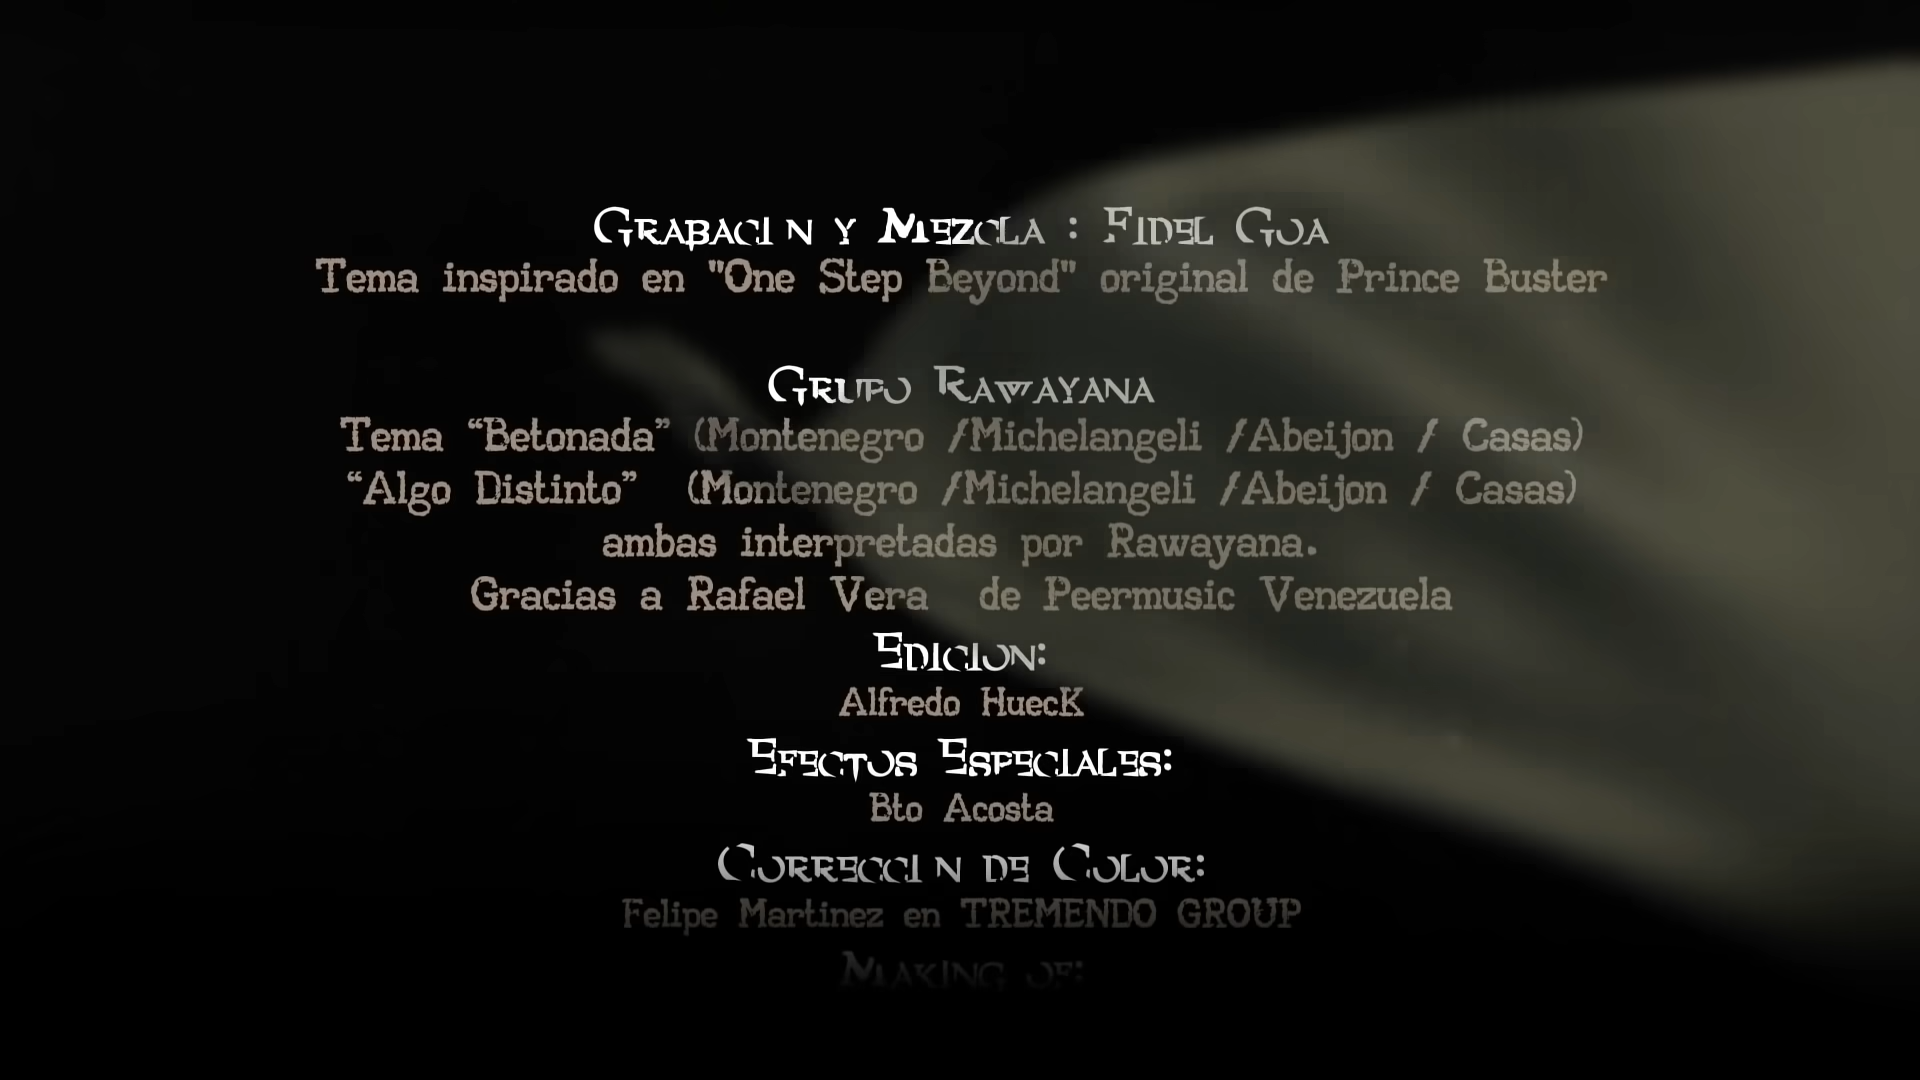 Grabaci n y Mezcla : Fidel Goa
Tema inspirado en "One Step Beyond" original de Prince Buster
Grupo Rawayana
Tema “Betonada” (Montenegro /Michelangeli /Abeijon / Casas)
“Algo Distinto” (Montenegro /Michelangeli /Abeijon / Casas)
ambas interpretadas por Rawayana.
Gracias a Rafael Vera de Peermusic Venezuela
Edicion:
Alfredo HuecK
Efectos Especiales:
Bto Acosta
Correcci n de Color:
Felipe Martinez en TREMENDO GROUP
Making of: